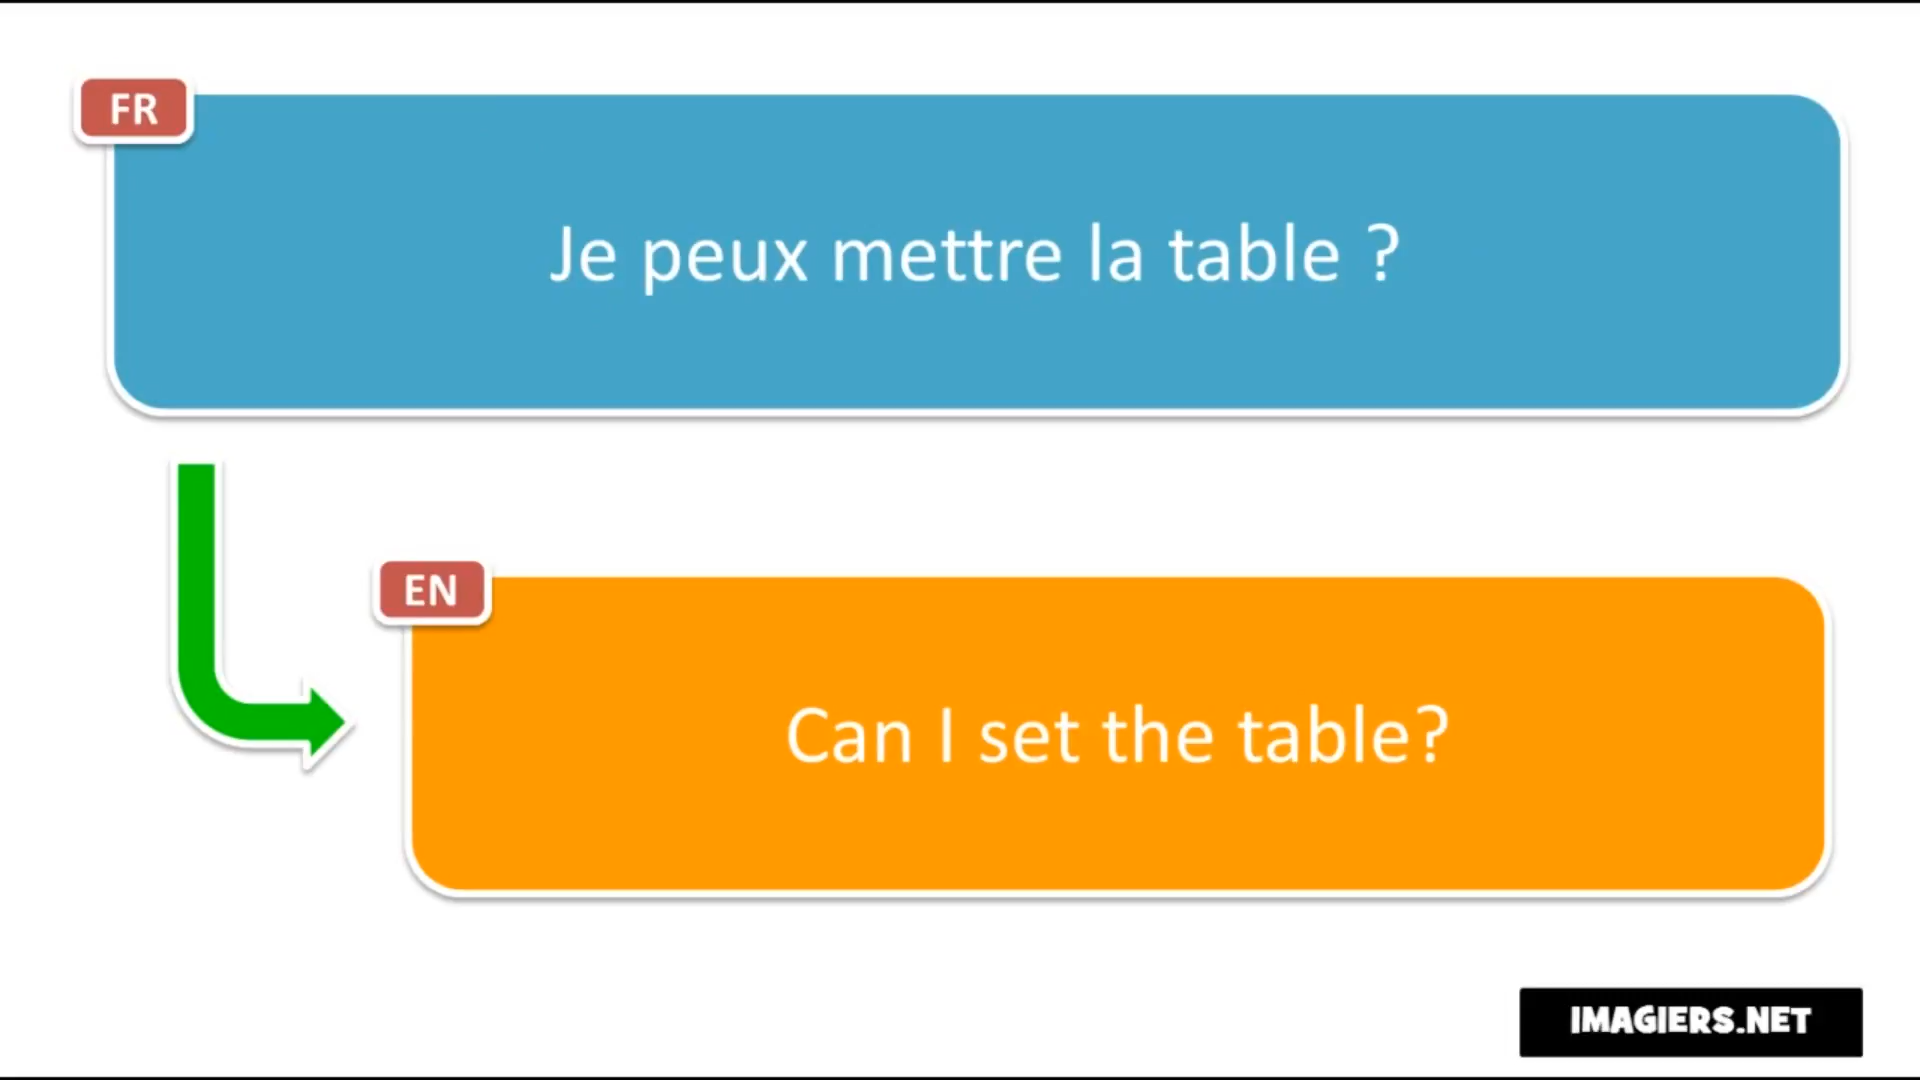 FR
Je peux mettre la table ?
EN
Can I set the table?
IMAGIERS.NET